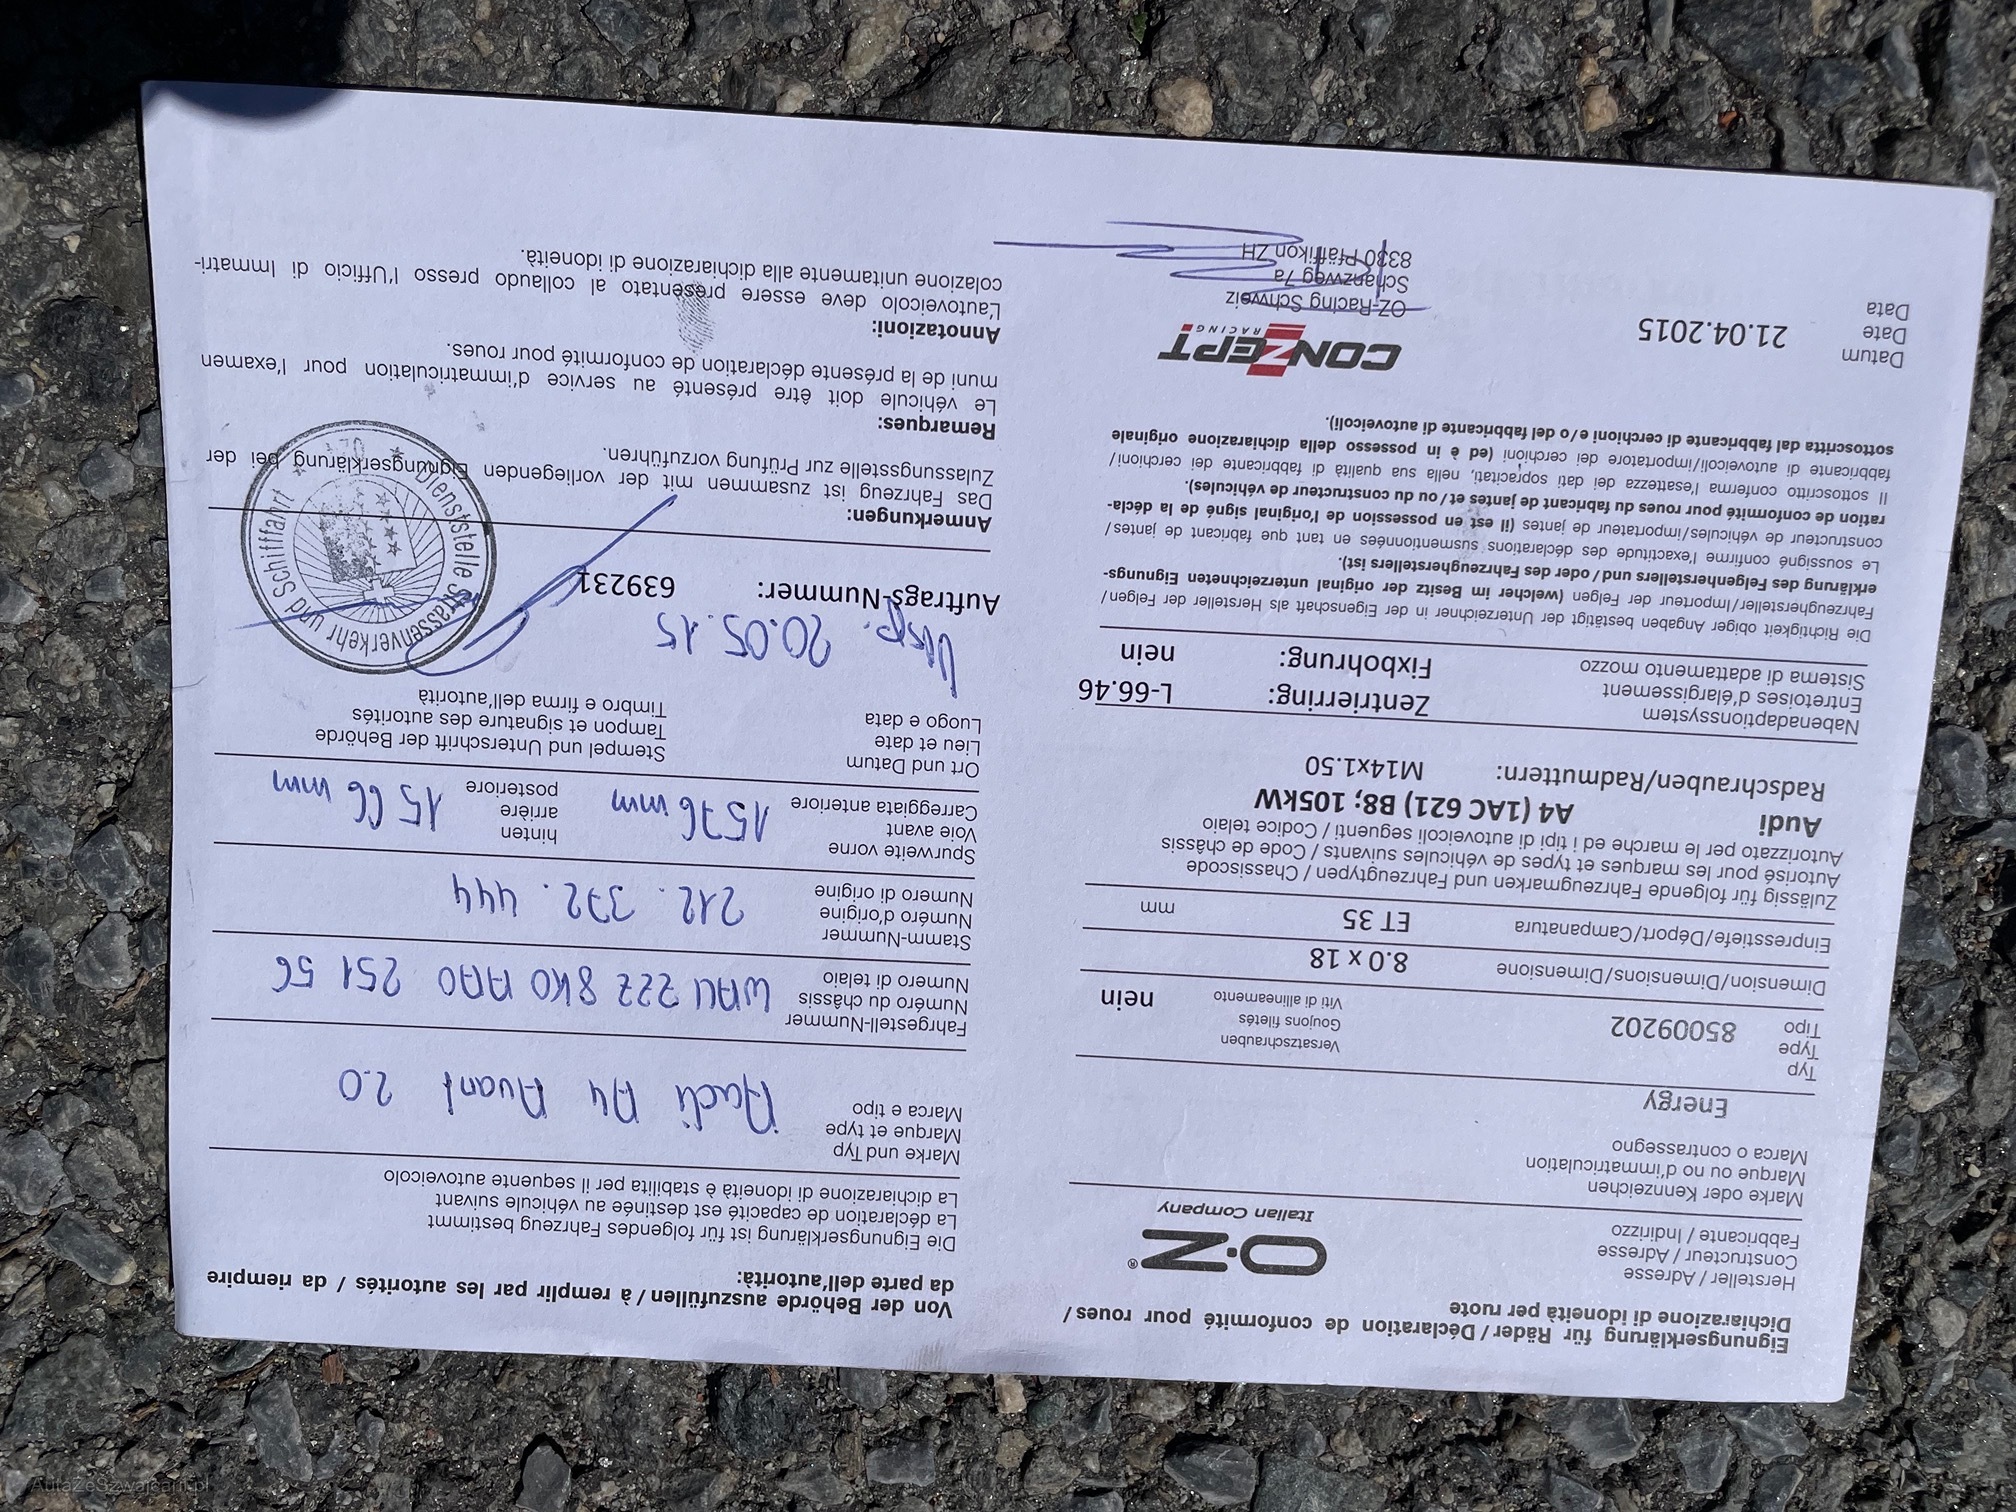 Eignungserklärung für Räder / Déclaration de conformité pour roues /
Dichiarazione di idoneità per ruote
Hersteller / Adresse
Constructeur / Adresse
Fabbricante / Indirizzo
O·Z®
Italian Company
Marke oder Kennzeichen
Marque ou no d'immatriculation
Marca o contrassegno
Energy
Typ
Type
Tipo
85009202
Versatzschrauben
Goujons filetés
Viti di allineamento
nein
Dimension/Dimensions/Dimensione
8.0 x 18
Einpresstiefe/Déport/Campanatura
ET 35
mm
Zulässig für folgende Fahrzeugmarken und Fahrzeugtypen / Chassiscode
Autorisé pour les marques et types de véhicules suivants / Code de châssis
Autorizzato per le marche ed i tipi di autoveicoli seguenti / Codice telaio
Audi A4 (1AC 621) B8; 105kW
Radschrauben/Radmuttern: M14x1.50
Nabenadaptionssystem
Entretoises d'élargissement
Sistema di adattamento mozzo
Zentrierring: L-66.46
Fixbohrung: nein
Die Richtigkeit obiger Angaben bestätigt der Unterzeichner in der Eigenschaft als Hersteller der Felgen/
Fahrzeughersteller/Importeur der Felgen (welcher im Besitz der original unterzeichneten Eignungs-
erklärung des Felgenherstellers und/oder des Fahrzeugherstellers ist).
Le soussigné confirme l'exactitude des déclarations susmentionnées en tant que fabricant de jantes/
constructeur de véhicules/importateur de jantes (il est en possession de l'original signé de la décla-
ration de conformité pour roues du fabricant de jantes et/ou du constructeur de véhicules).
Il sottoscritto conferma l'esattezza dei dati sopracitati, nella sua qualità di fabbricante dei cerchioni/
fabbricante di autoveicoli/importatore dei cerchioni (ed è in possesso della dichiarazione originale
sottoscritta dal fabbricante di cerchioni e/o del fabbricante di autoveicoli).
Datum
Date
Data
21.04.2015
CONZEPT
RACING
OZ-Racing Schweiz
Schanzweg 7a
8330 Pfäffikon ZH
Von der Behörde auszufüllen / à remplir par les autorités / da riempire
da parte dell'autorità:
Die Eignungserklärung ist für folgendes Fahrzeug bestimmt
La déclaration de capacité est destinée au véhicule suivant
La dichiarazione di idoneità è stabilita per il sequente autoveicolo
Marke und Typ
Marque et type
Marca e tipo
Audi A4 Avant 2.0
Fahrgestell-Nummer
Numéro du châssis
Numero di telaio
WAU ZZZ 8K0 AA0 251 56
Stamm-Nummer
Numéro d'origine
Numero di origine
212. 372. 444
Spurweite vorne
Voie avant
Carreggiata anteriore
1576 mm
hinten
arrière
posteriore
1566 mm
Ort und Datum
Lieu et date
Luogo e data
Stempel und Unterschrift der Behörde
Tampon et signature des autorités
Timbro e firma dell'autorità
Visp. 20.05.15
Dienststelle Strassenverkehr und Schifffahrt
Auftrags-Nummer: 639231
Anmerkungen:
Das Fahrzeug ist zusammen mit der vorliegenden Eignungserklärung bei der
Zulassungsstelle zur Prüfung vorzuführen.
Remarques:
Le véhicule doit être présenté au service d'immatriculation pour l'examen
muni de la présente déclaration de conformité pour roues.
Annotazioni:
L'autoveicolo deve essere presentato al collaudo presso l'Ufficio di Immatri-
colazione unitamente alla dichiarazione di idoneità.
AutaZeSzwajcarii.pl